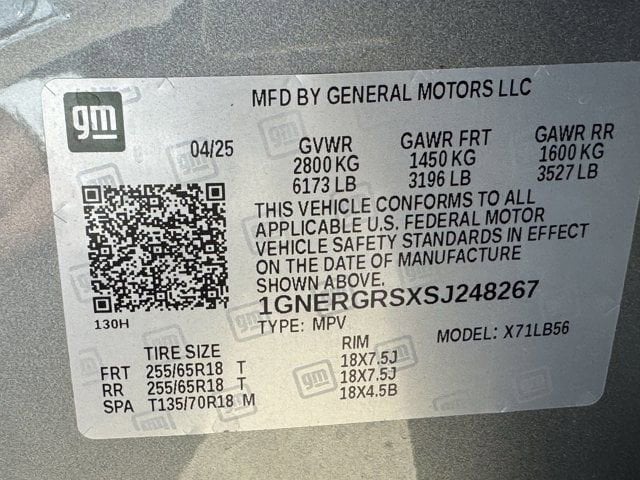 gm
MFD BY GENERAL MOTORS LLC
04/25 GVWR GAWR FRT GAWR RR
2800 KG 1450 KG 1600 KG
6173 LB 3196 LB 3527 LB
THIS VEHICLE CONFORMS TO ALL
APPLICABLE U.S. FEDERAL MOTOR
VEHICLE SAFETY STANDARDS IN EFFECT
ON THE DATE OF MANUFACTURE
SHOWN ABOVE.
1GNERGRSXSJ248267
130H
TYPE: MPV MODEL: X71LB56
TIRE SIZE RIM
FRT 255/65R18 T 18X7.5J
RR 255/65R18 T 18X7.5J
SPA T135/70R18 M 18X4.5B